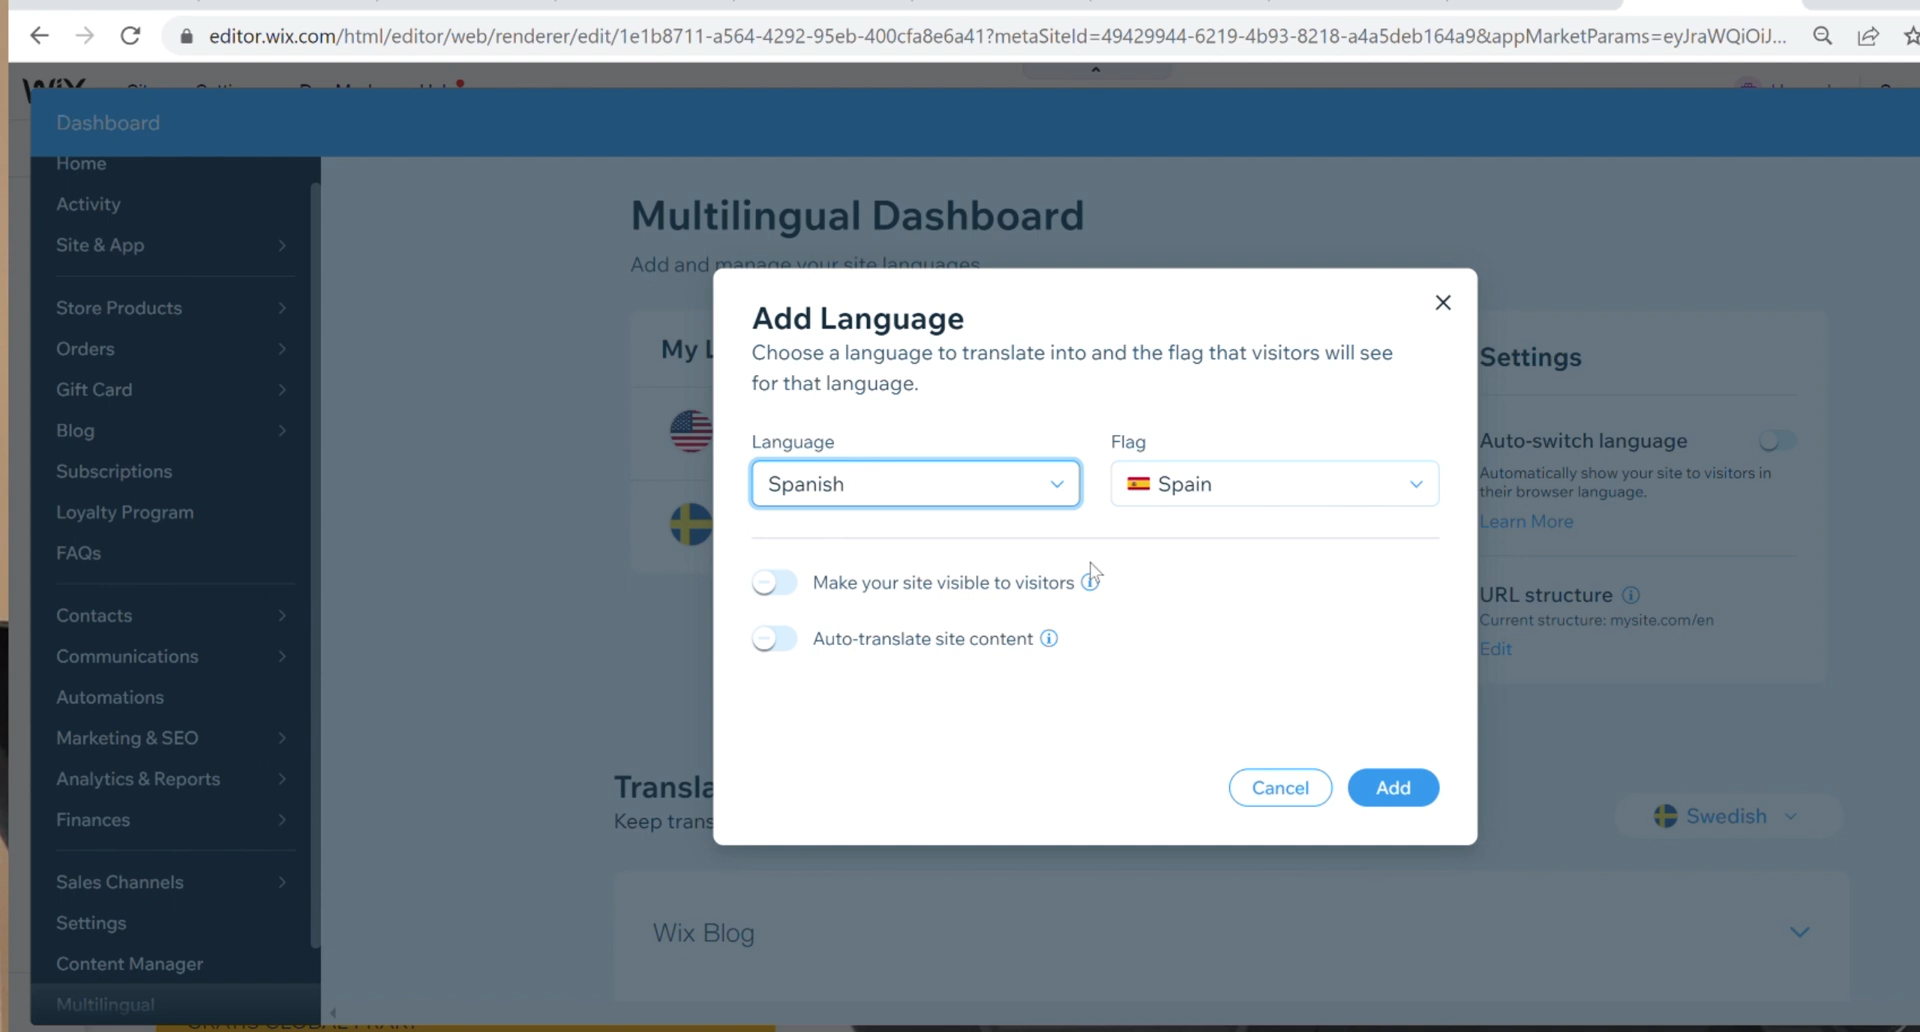 editor.wix.com/html/editor/web/renderer/edit/1e1b8711-a564-4292-95eb-400cfa8e6a41?metaSiteId=49429944-6219-4b93-8218-a4a5deb164a9&appMarketParams=eyJraWQiOiJ...
Dashboard
Home
Activity
Site & App
Store Products
Orders
Gift Card
Blog
Subscriptions
Loyalty Program
FAQs
Contacts
Communications
Automations
Marketing & SEO
Analytics & Reports
Finances
Sales Channels
Settings
Content Manager
Multilingual
Multilingual Dashboard
Add and manage your site languages
My L
Add Language
Choose a language to translate into and the flag that visitors will see
for that language.
Language
Flag
Spanish
Spain
Make your site visible to visitors
Auto-translate site content
Cancel
Add
Settings
Auto-switch language
Automatically show your site to visitors in
their browser language.
Learn More
URL structure
Current structure: mysite.com/en
Edit
Transla
Keep trans
Swedish
Wix Blog